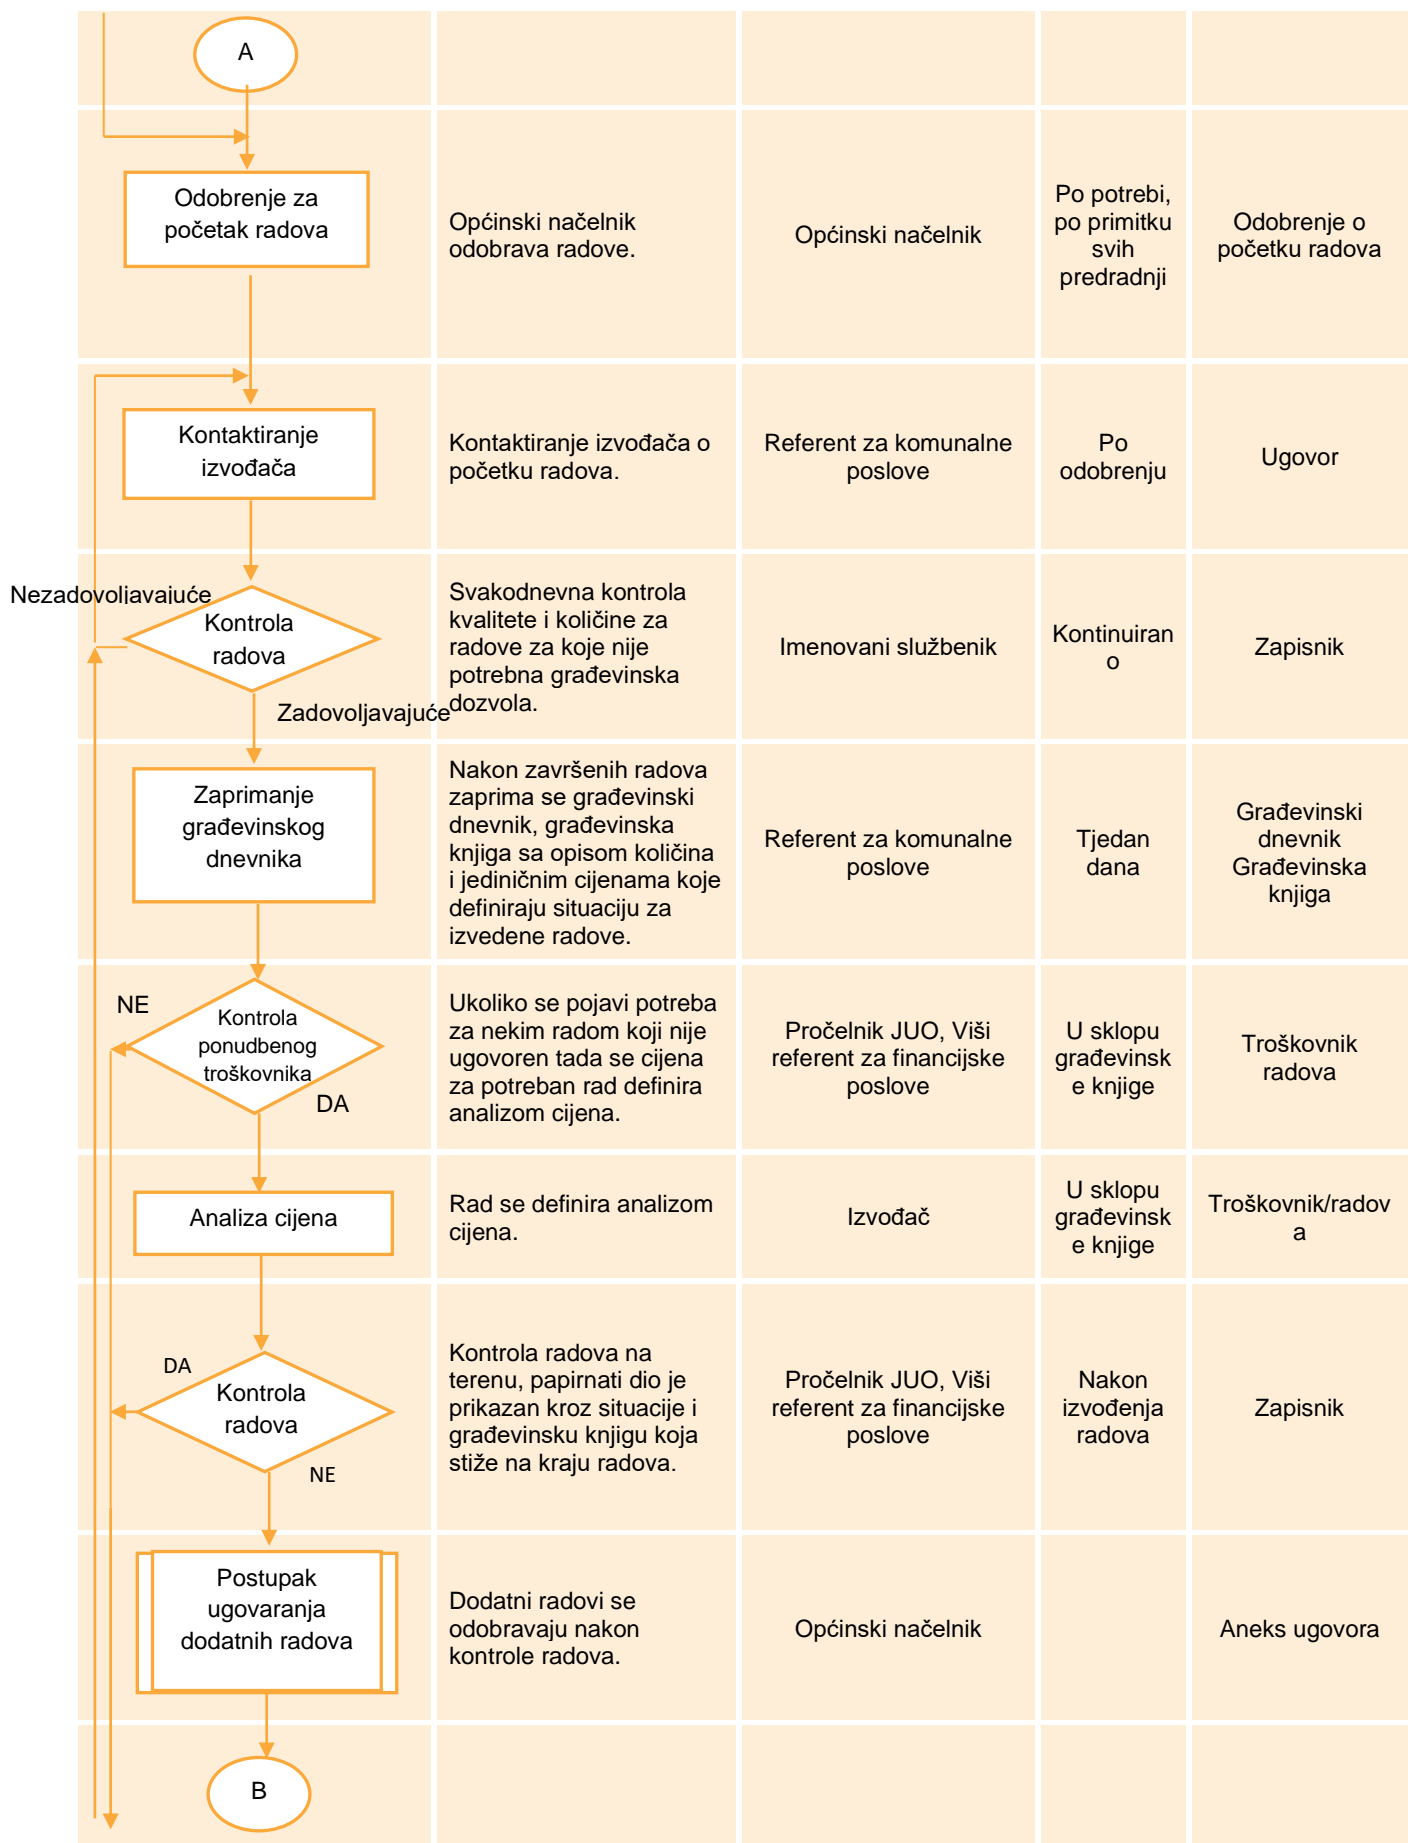 A
Odobrenje za
početak radova
Općinski načelnik
odobrava radove.
Općinski načelnik
Po potrebi,
po primitku
svih
predradnji
Odobrenje o
početku radova
Kontaktiranje
izvođača
Kontaktiranje izvođača o
početku radova.
Referent za komunalne
poslove
Po
odobrenju
Ugovor
Nezadovoljavajuće
Kontrola
radova
Zadovoljavajuće
Svakodnevna kontrola
kvalitete i količine za
radove za koje nije
potrebna građevinska
dozvola.
Imenovani službenik
Kontinuiran
o
Zapisnik
Zaprimanje
građevinskog
dnevnika
Nakon završenih radova
zaprima se građevinski
dnevnik, građevinska
knjiga sa opisom količina
i jediničnim cijenama koje
definiraju situaciju za
izvedene radove.
Referent za komunalne
poslove
Tjedan
dana
Građevinski
dnevnik
Građevinska
knjiga
NE
Kontrola
ponudbenog
troškovnika
DA
Ukoliko se pojavi potreba
za nekim radom koji nije
ugovoren tada se cijena
za potreban rad definira
analizom cijena.
Pročelnik JUO, Viši
referent za financijske
poslove
U sklopu
građevinsk
e knjige
Troškovnik
radova
Analiza cijena
Rad se definira analizom
cijena.
Izvođač
U sklopu
građevinsk
e knjige
Troškovnik/radov
a
DA
Kontrola
radova
NE
Kontrola radova na
terenu, papirnati dio je
prikazan kroz situacije i
građevinsku knjigu koja
stiže na kraju radova.
Pročelnik JUO, Viši
referent za financijske
poslove
Nakon
izvođenja
radova
Zapisnik
Postupak
ugovaranja
dodatnih radova
Dodatni radovi se
odobravaju nakon
kontrole radova.
Općinski načelnik
Aneks ugovora
B